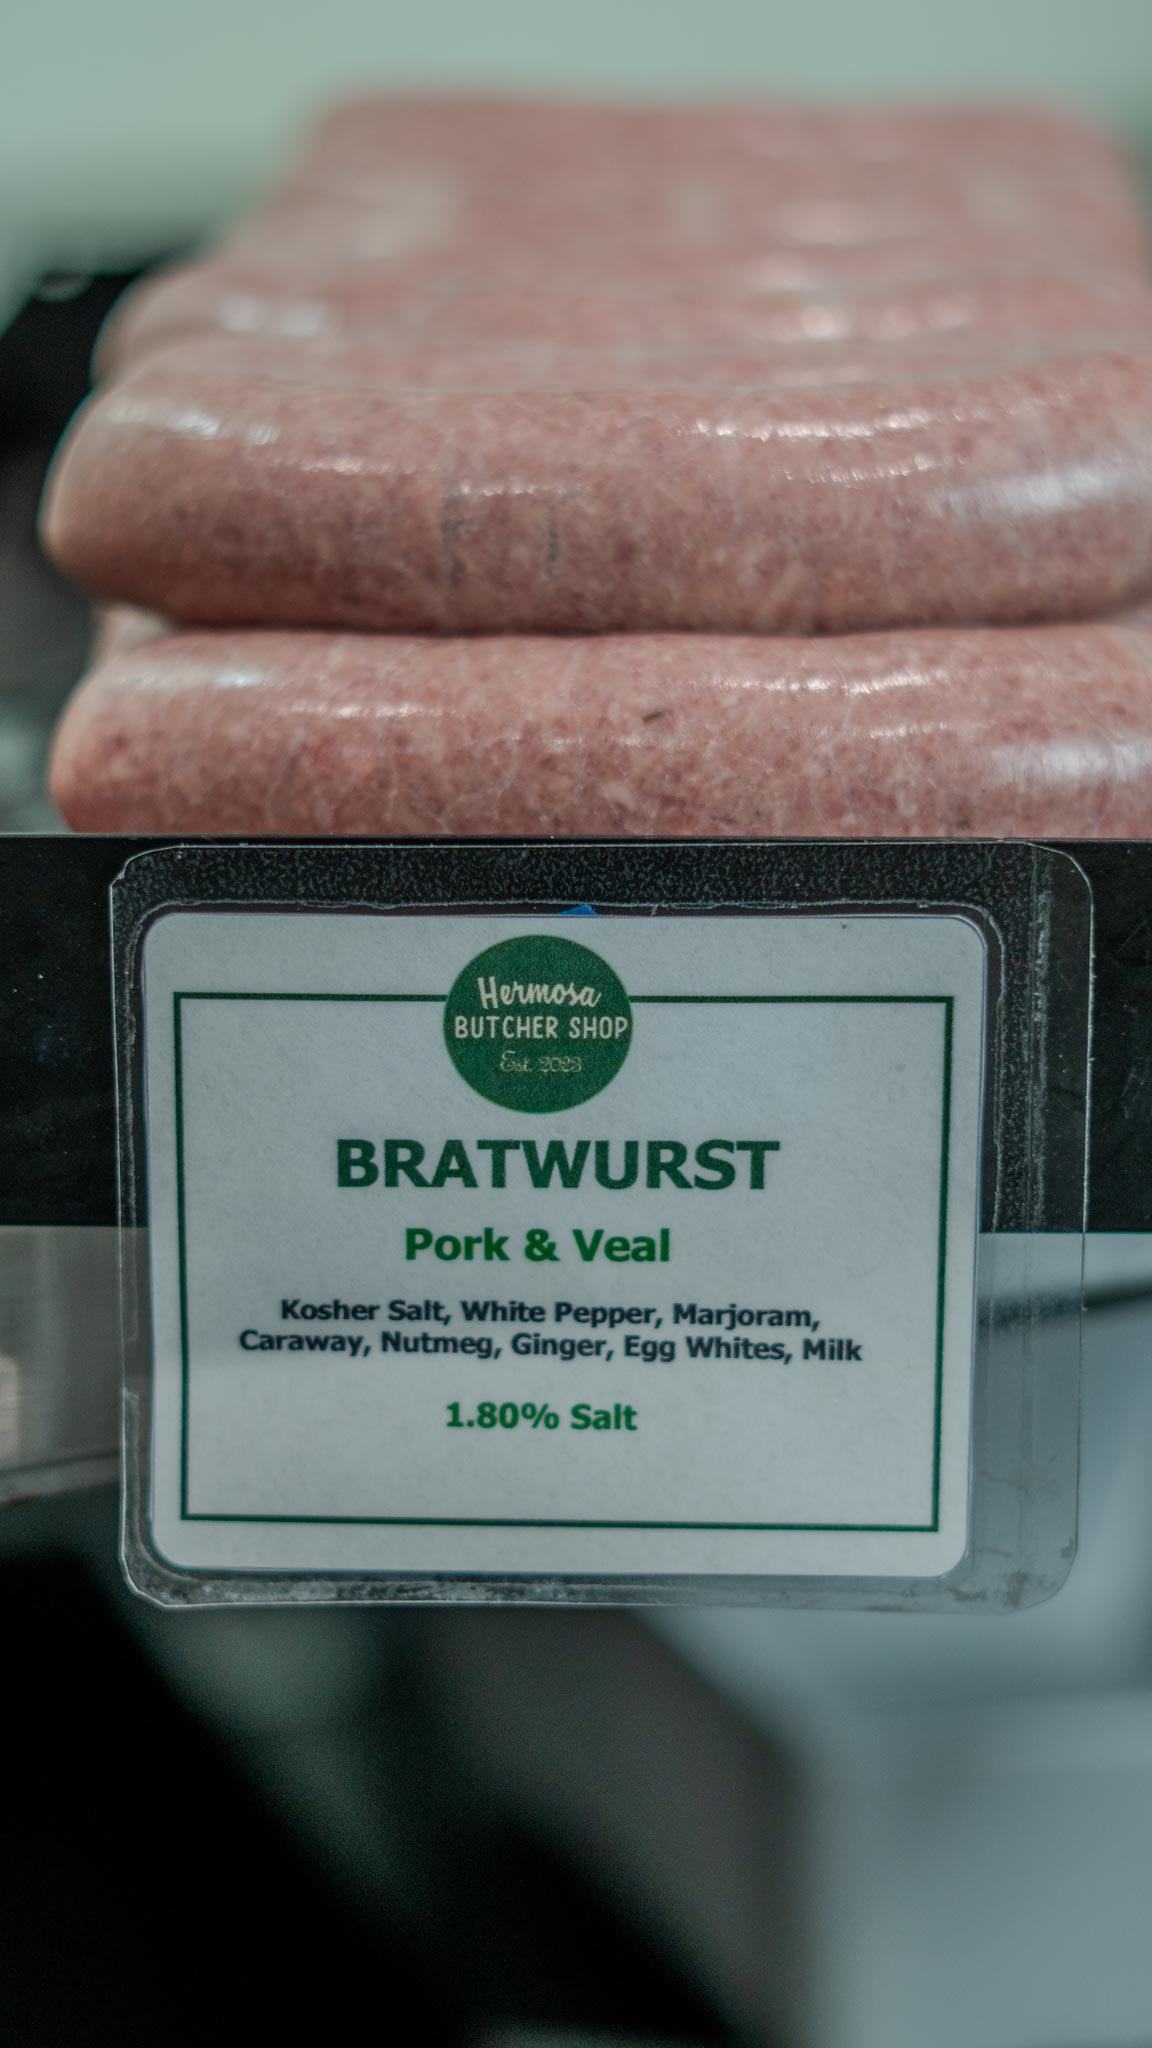 Hermosa
BUTCHER SHOP
Est. 2023
BRATWURST
Pork & Veal
Kosher Salt, White Pepper, Marjoram,
Caraway, Nutmeg, Ginger, Egg Whites, Milk
1.80% Salt